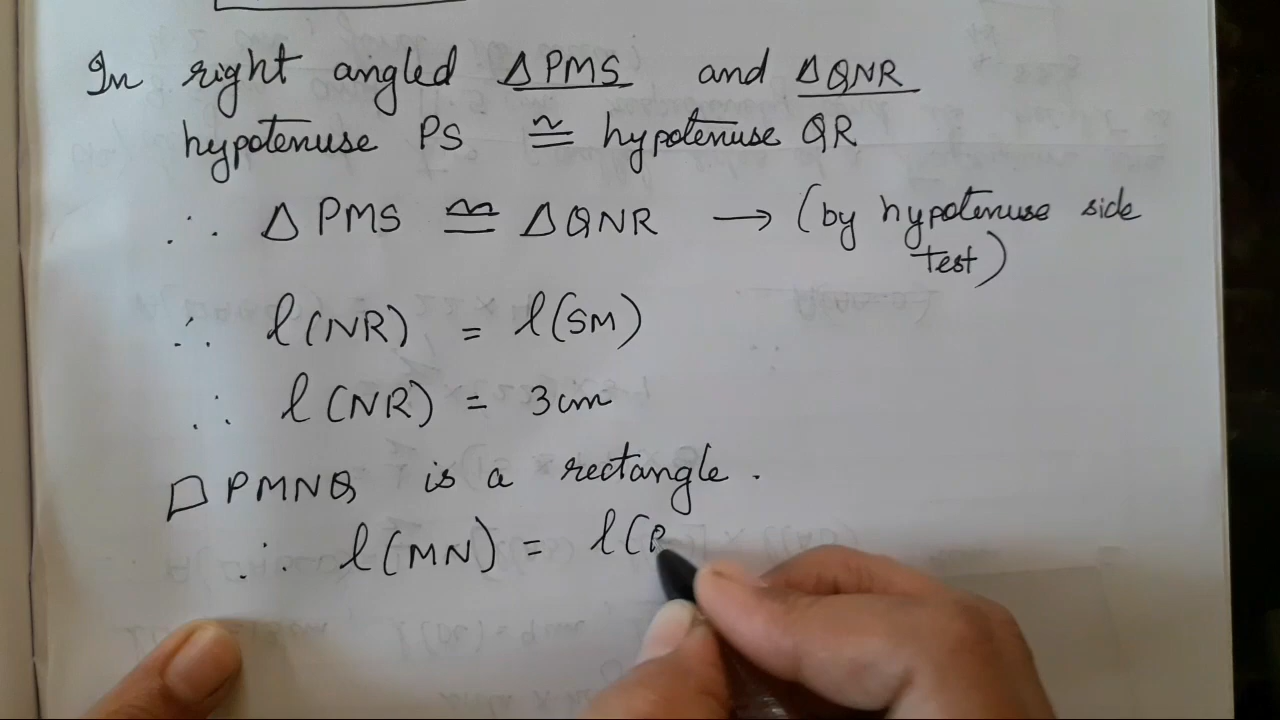 In right angled △PMS and △QNR
hypotenuse PS ≅ hypotenuse QR
∴ △ PMS ≅ △QNR → (by hypotenuse side
test)
∴ l(NR) = l(SM)
∴ l(NR) = 3cm
□ PMNQ is a rectangle.
∴ l(MN) = l(P